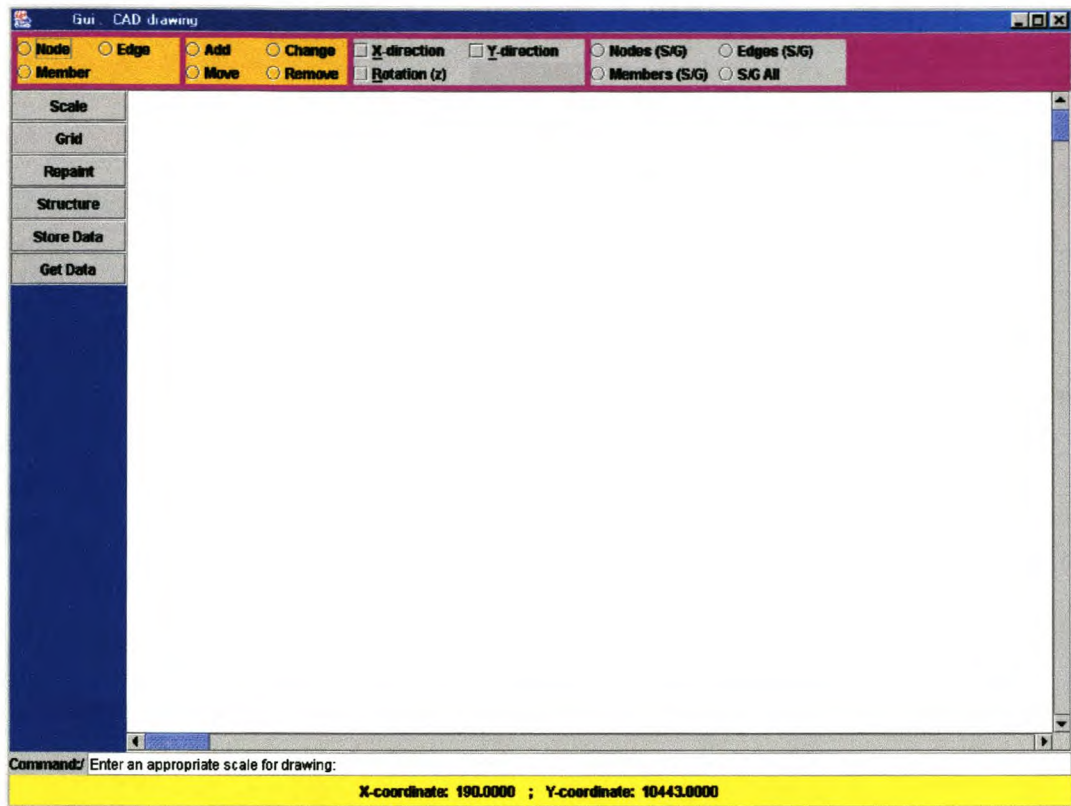 Gui . CAD drawing
Node Edge Add Change X-direction Y-direction Nodes (S/G) Edges (S/G)
Member Move Remove Rotation (z) Members (S/G) S/G All
Scale
Grid
Repaint
Structure
Store Data
Get Data
Command:/ Enter an appropriate scale for drawing:
X-coordinate: 190.0000 ; Y-coordinate: 10443.0000